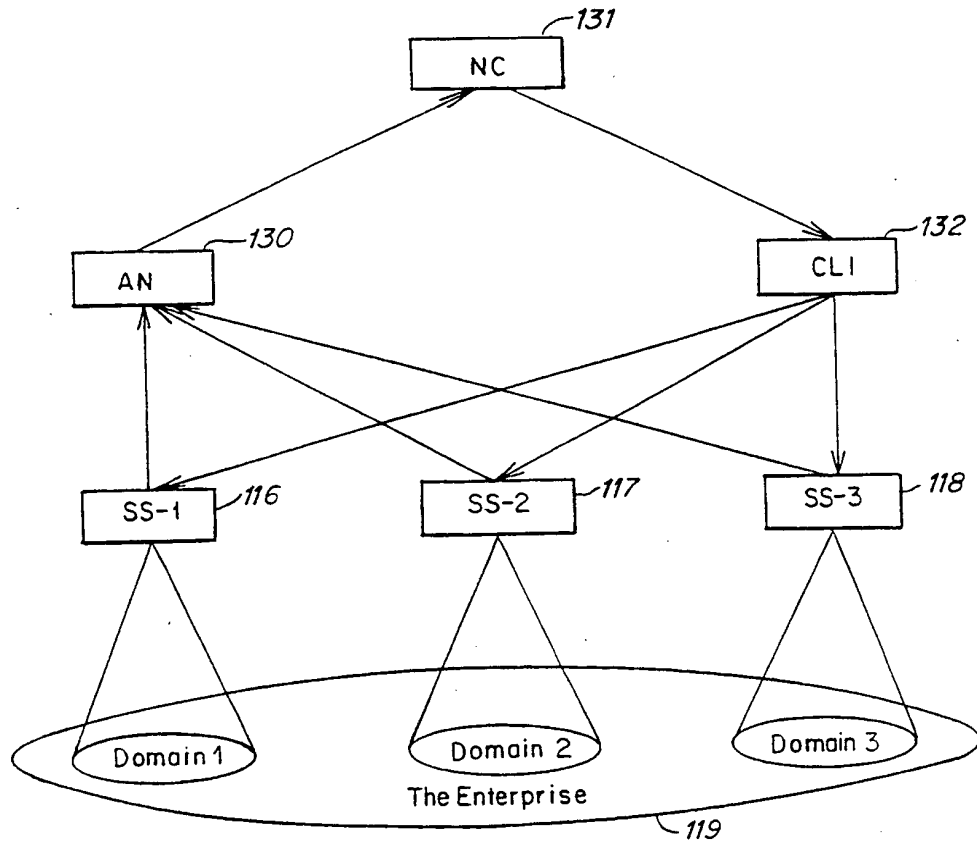 131
NC
130
AN
132
CLI
SS-1
116
SS-2
117
SS-3
118
Domain 1
Domain 2
Domain 3
The Enterprise
119